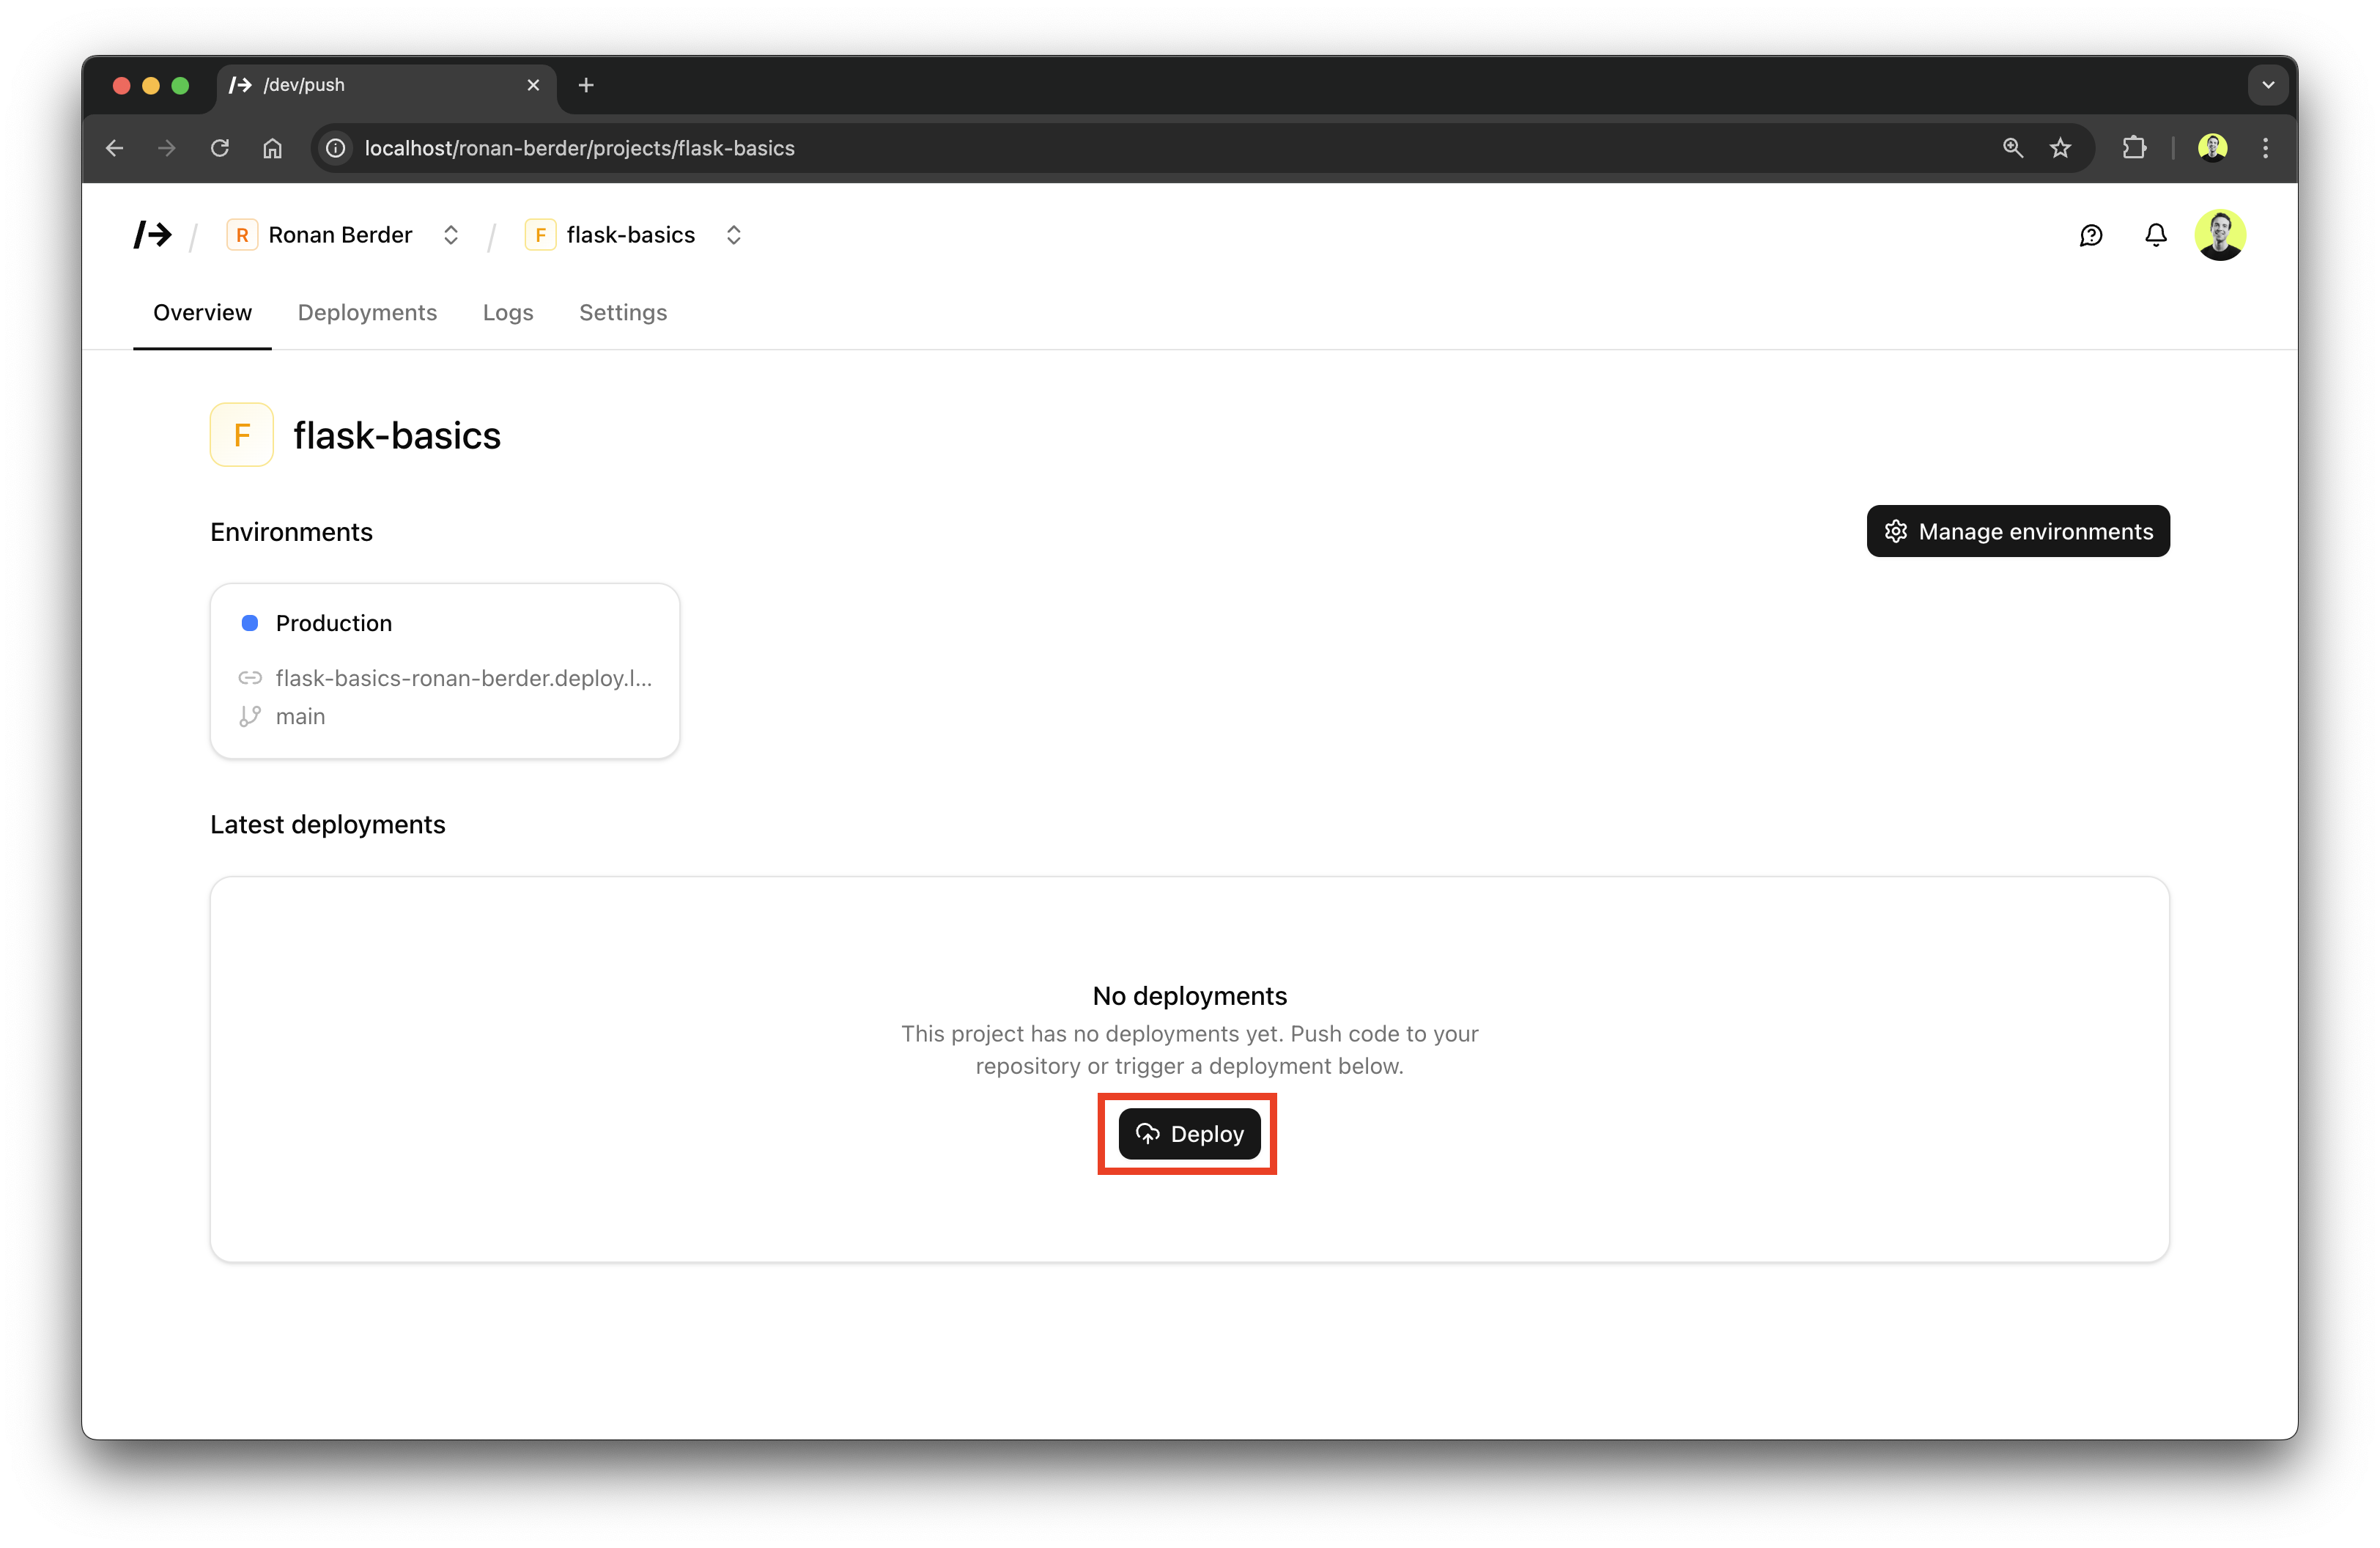 /dev/push
localhost/ronan-berder/projects/flask-basics
R Ronan Berder
F flask-basics
Overview Deployments Logs Settings
F flask-basics
Environments
Manage environments
Production
flask-basics-ronan-berder.deploy.l...
main
Latest deployments
No deployments
This project has no deployments yet. Push code to your
repository or trigger a deployment below.
Deploy